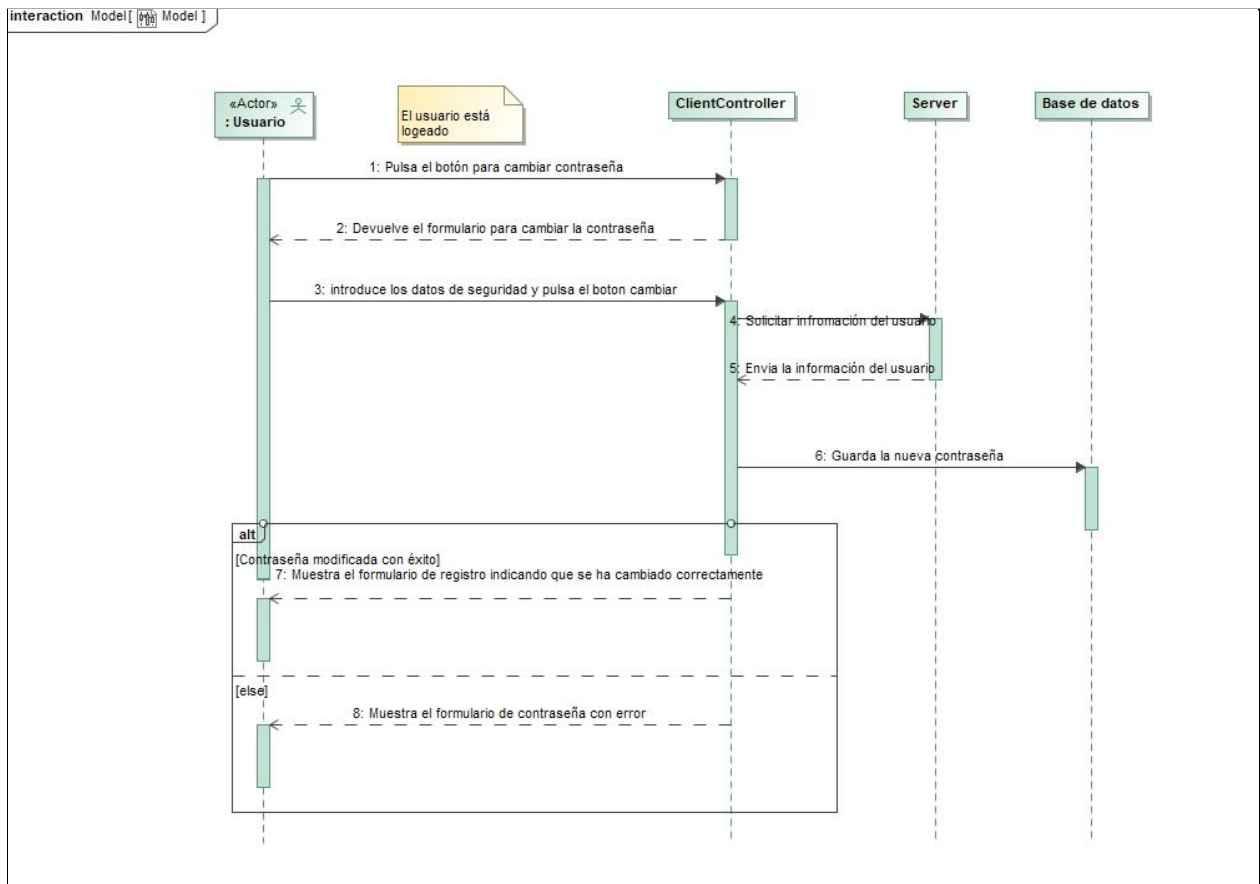 interaction Model[ Model ]
«Actor»
: Usuario
El usuario está
logeado
ClientController
Server
Base de datos
1: Pulsa el botón para cambiar contraseña
2: Devuelve el formulario para cambiar la contraseña
3: introduce los datos de seguridad y pulsa el boton cambiar
4: Solicitar infromación del usuario
5: Envia la información del usuario
6: Guarda la nueva contraseña
alt
[Contraseña modificada con éxito]
7: Muestra el formulario de registro indicando que se ha cambiado correctamente
[else]
8: Muestra el formulario de contraseña con error